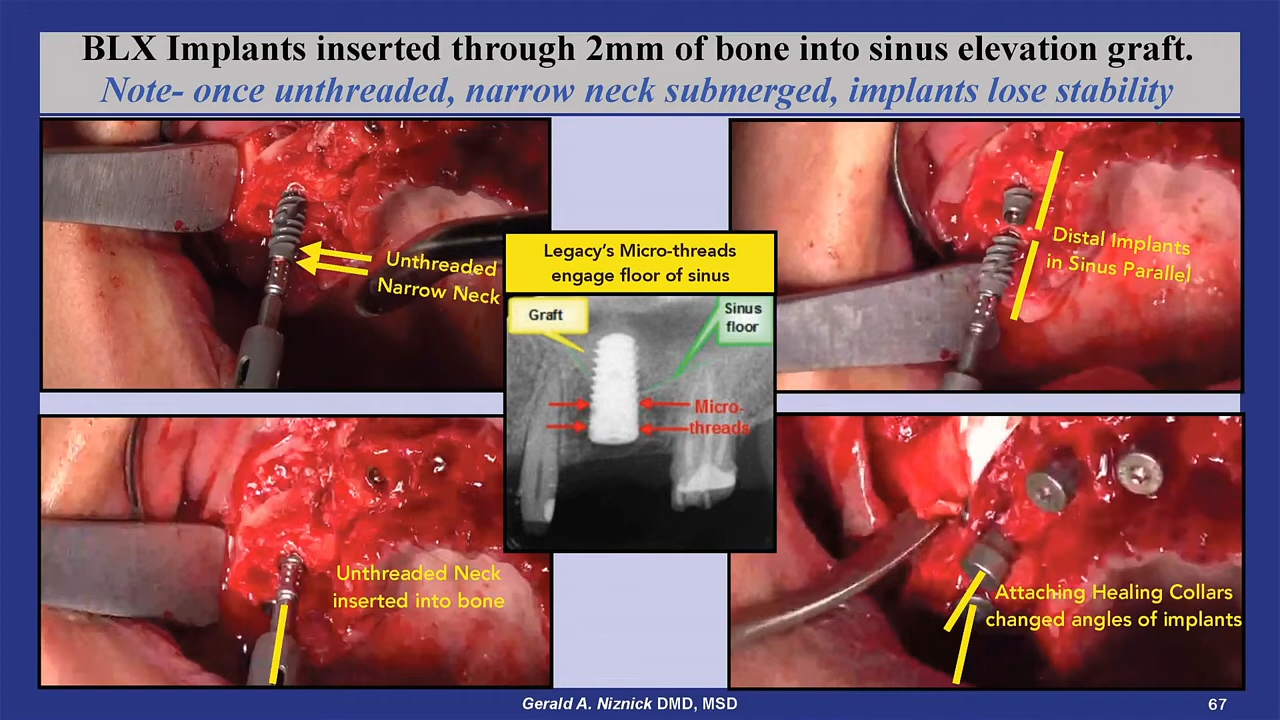 BLX Implants inserted through 2mm of bone into sinus elevation graft.
Note- once unthreaded, narrow neck submerged, implants lose stability
Unthreaded
Narrow Neck
Legacy's Micro-threads
engage floor of sinus
Graft
Sinus
floor
Micro-
threads
Distal Implants
in Sinus Parallel
Unthreaded Neck
inserted into bone
Attaching Healing Collars
changed angles of implants
Gerald A. Niznick DMD, MSD
67